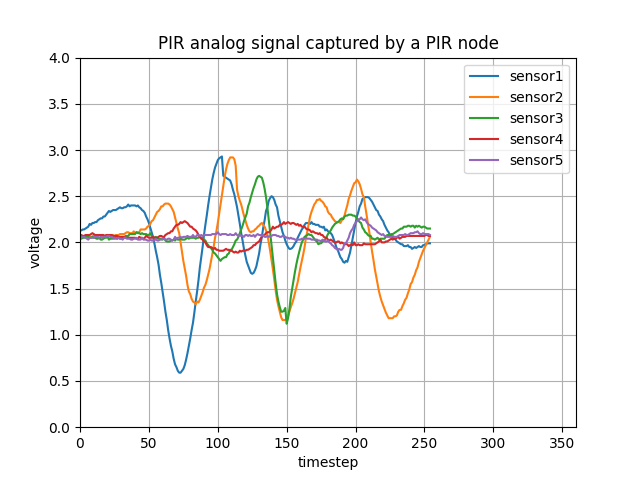 PIR analog signal captured by a PIR node
4.0
3.5
3.0
2.5
2.0
1.5
1.0
0.5
0.0
voltage
sensor1
sensor2
sensor3
sensor4
sensor5
0 50 100 150 200 250 300 350
timestep